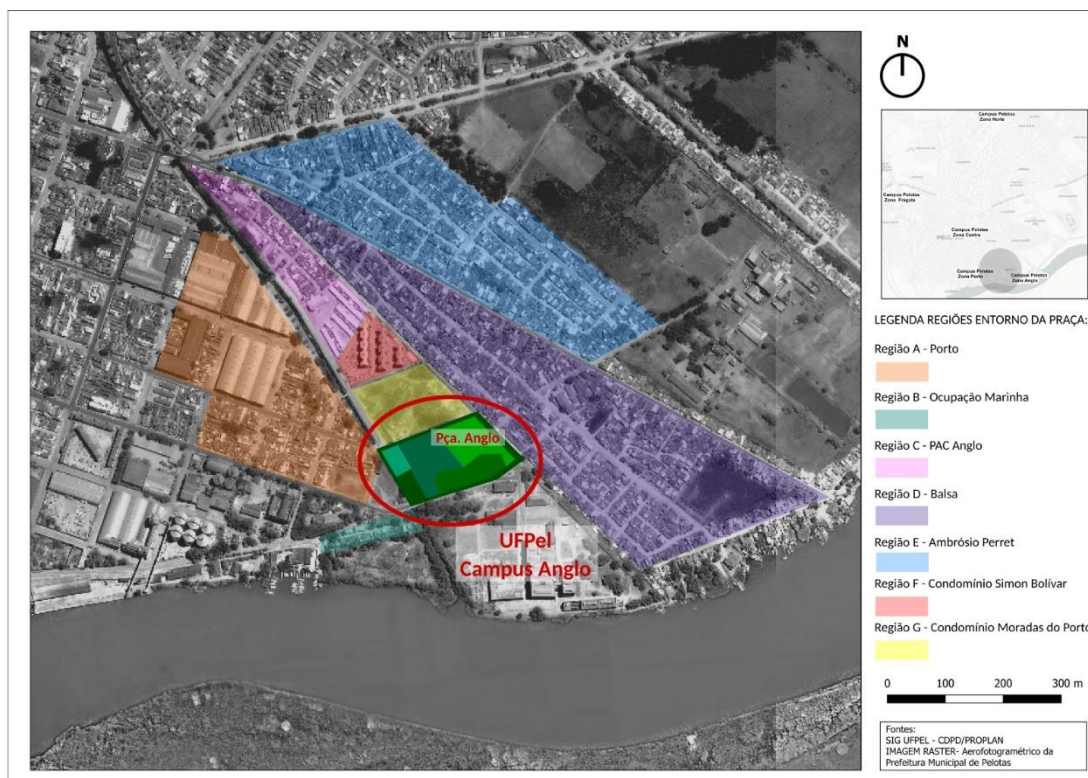 Pça. Anglo
UFPel
Campus Anglo
N
Campus Pelotas
Zona Norte
Campus Pelotas
Zona Fragata
Campus Pelotas
Zona Centro
Campus Pelotas
Zona Porto
Campus Pelotas
Zona Anglo
LEGENDA REGIÕES ENTORNO DA PRAÇA:
Região A - Porto
Região B - Ocupação Marinha
Região C - PAC Anglo
Região D - Balsa
Região E - Ambrósio Perret
Região F - Condomínio Simon Bolívar
Região G - Condomínio Moradas do Porto
0 100 200 300 m
Fontes:
SIG UFPEL - CDPD/PROPLAN
IMAGEM RASTER- Aerofotogramétrico da
Prefeitura Municipal de Pelotas